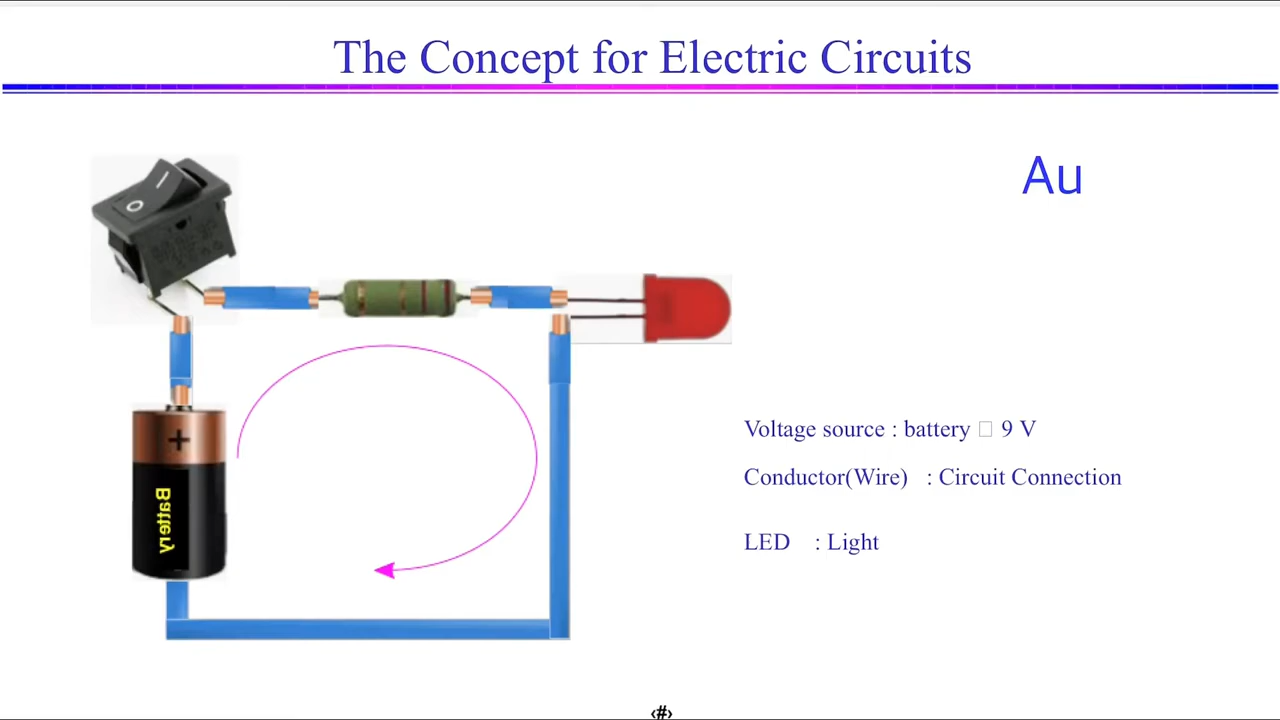 The Concept for Electric Circuits
Au
Voltage source : battery □ 9 V
Conductor(Wire) : Circuit Connection
LED : Light
+
Battery
‹#›